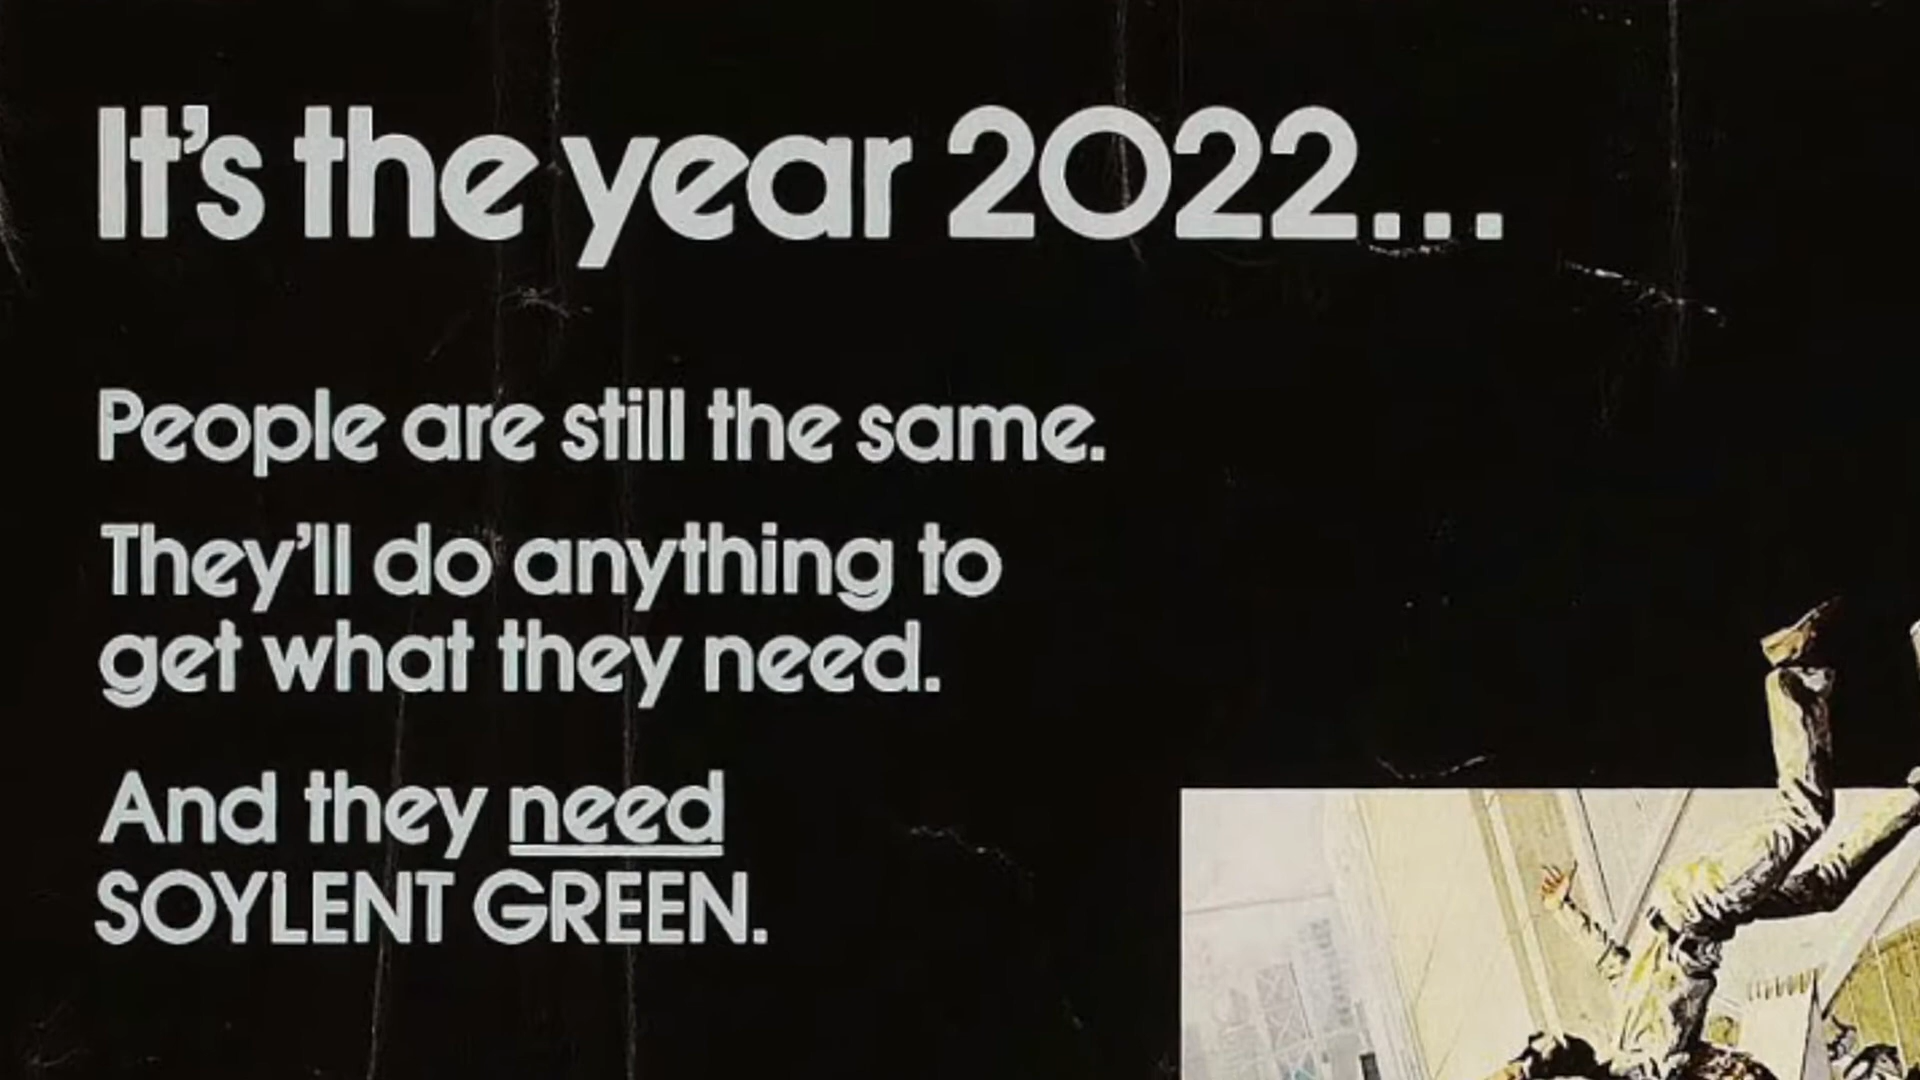 It's the year 2022...
People are still the same.
They'll do anything to
get what they need.
And they need
SOYLENT GREEN.